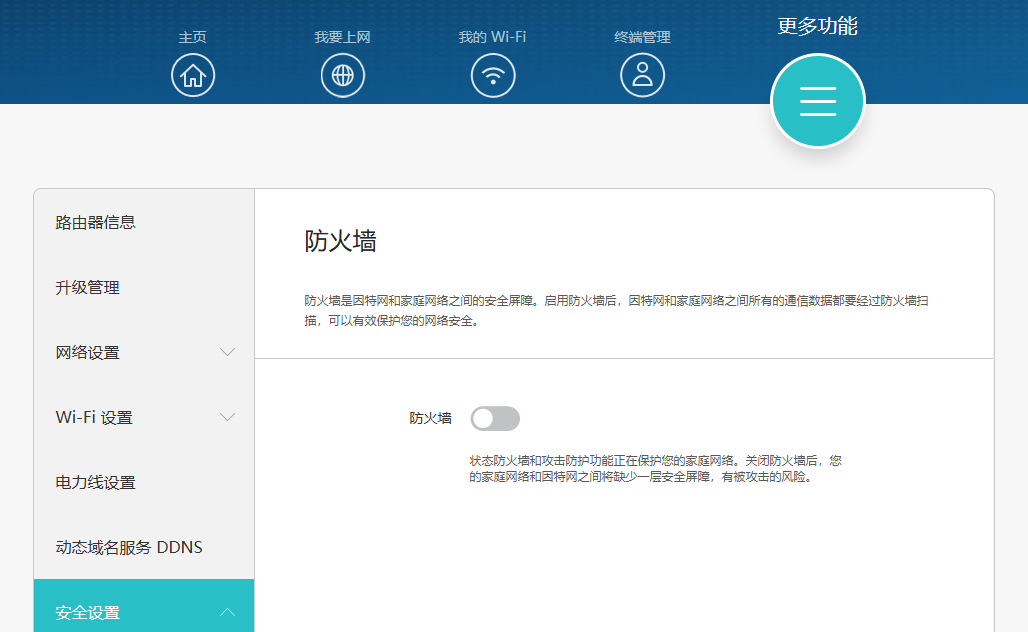 主页
我要上网
我的 Wi-Fi
终端管理
更多功能
路由器信息
升级管理
网络设置
Wi-Fi 设置
电力线设置
动态域名服务 DDNS
安全设置
防火墙
防火墙是因特网和家庭网络之间的安全屏障。启用防火墙后，因特网和家庭网络之间所有的通信数据都要经过防火墙扫
描，可以有效保护您的网络安全。
防火墙
状态防火墙和攻击防护功能正在保护您的家庭网络。关闭防火墙后，您
的家庭网络和因特网之间将缺少一层安全屏障，有被攻击的风险。